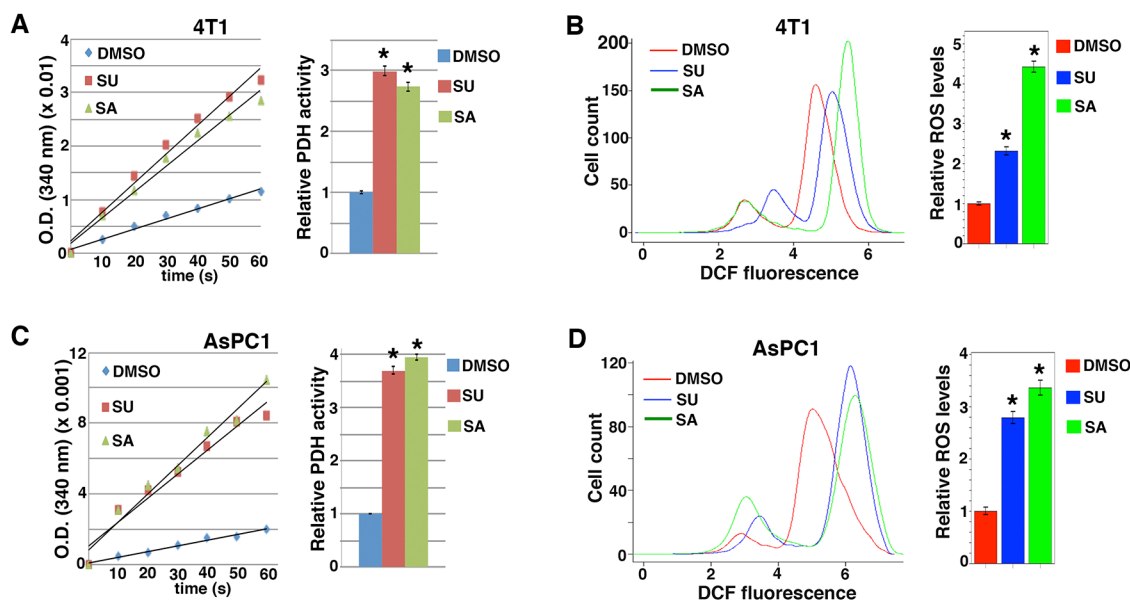 A
4T1
O.D. (340 nm) (x 0.01)
4
3
2
1
0
DMSO
SU
SA
10 20 30 40 50 60
time (s)
Relative PDH activity
3
2
1
0
* *
DMSO
SU
SA
B
4T1
Cell count
200
150
100
50
0
DMSO
SU
SA
0 2 4 6
DCF fluorescence
Relative ROS levels
5
4
3
2
1
0
* *
DMSO
SU
SA
C
AsPC1
O.D. (340 nm) (x 0.001)
12
8
4
0
DMSO
SU
SA
10 20 30 40 50 60
time (s)
Relative PDH activity
4
3
2
1
0
* *
DMSO
SU
SA
D
AsPC1
Cell count
120
80
40
0
DMSO
SU
SA
0 2 4 6
DCF fluorescence
Relative ROS levels
4
3
2
1
0
* *
DMSO
SU
SA